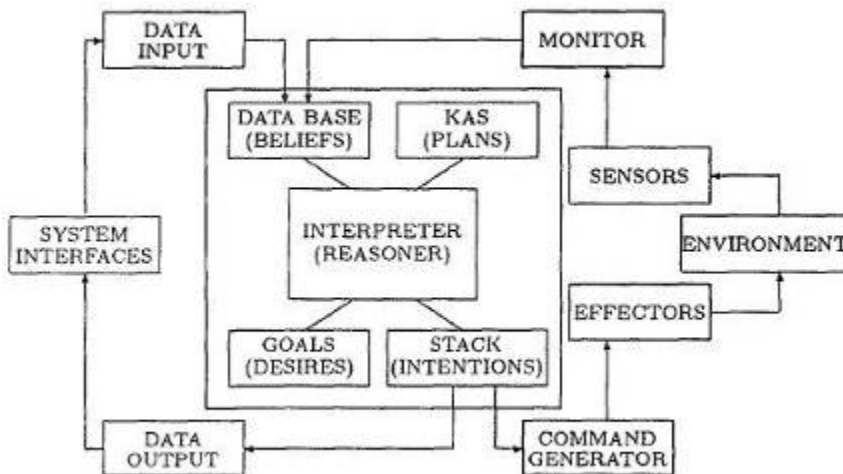 DATA
INPUT
MONITOR
DATA BASE
(BELIEFS)
KAS
(PLANS)
SENSORS
SYSTEM
INTERFACES
INTERPRETER
(REASONER)
ENVIRONMENT
EFFECTORS
GOALS
(DESIRES)
STACK
(INTENTIONS)
DATA
OUTPUT
COMMAND
GENERATOR